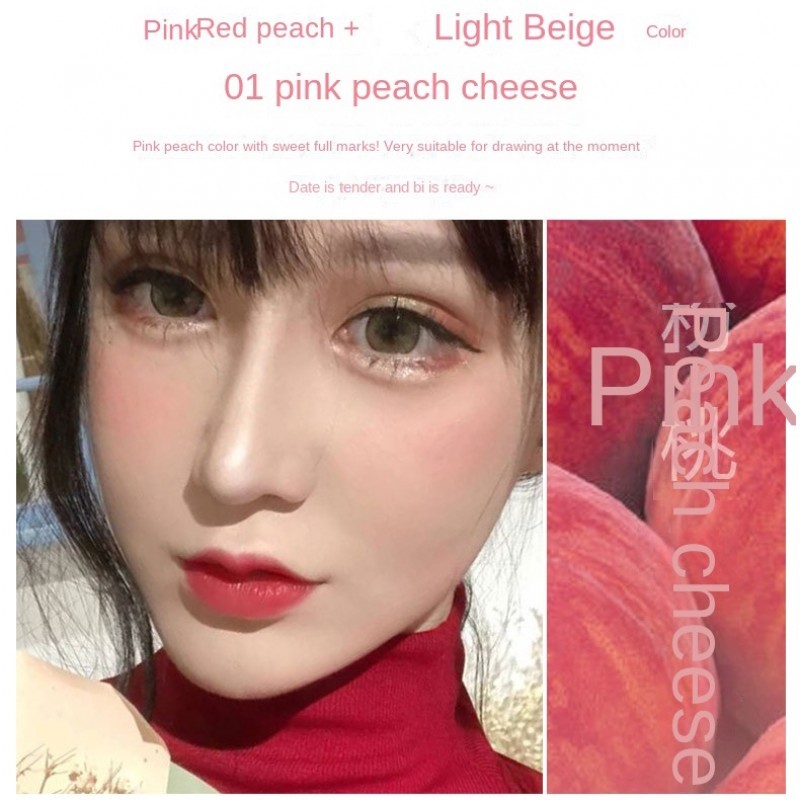 PinkRed peach + Light Beige Color
01 pink peach cheese
Pink peach color with sweet full marks! Very suitable for drawing at the moment
Date is tender and bi is ready ~
Pink
Peach cheese